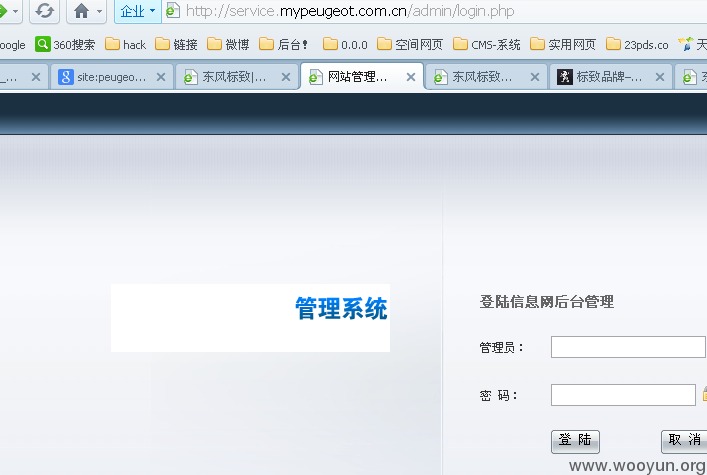 企业 http://service.mypeugeot.com.cn/admin/login.php
oogle 360搜索 hack 链接 微博 后台! 0.0.0 空间网页 CMS-系统 实用网页 23pds.co 天
_... site:peugeo... 东风标致|... 网站管理... 东风标致... 标致品牌–...
管理系统
登陆信息网后台管理
管理员：
密 码：
登 陆 取 消
www.wooyun.org